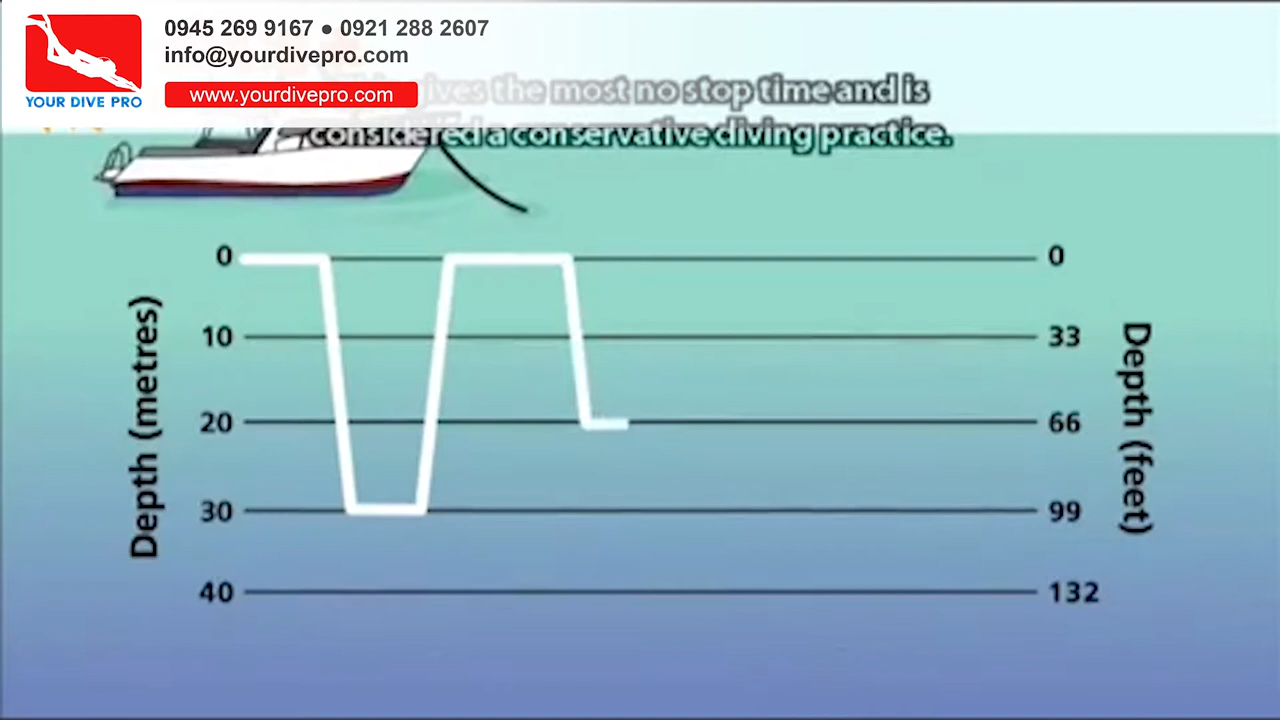 0945 269 9167 ● 0921 288 2607
info@yourdivepro.com
YOUR DIVE PRO
www.yourdivepro.com
gives the most no stop time and is
considered a conservative diving practice.
0
10
20
30
40
Depth (metres)
0
33
66
99
132
Depth (feet)